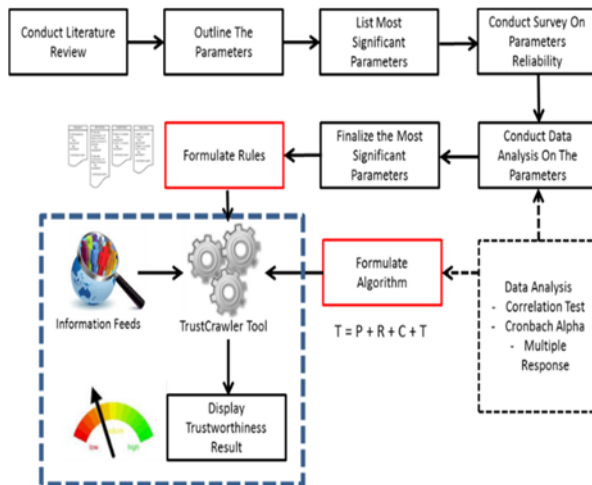 Conduct Literature
Review
Outline The
Parameters
List Most
Significant
Parameters
Conduct Survey On
Parameters
Reliability
Formulate Rules
Finalize the Most
Significant
Parameters
Conduct Data
Analysis On The
Parameters
Information Feeds
TrustCrawler Tool
Formulate
Algorithm
T = P + R + C + T
Data Analysis
- Correlation Test
- Cronbach Alpha
- Multiple
Response
low
high
Display
Trustworthiness
Result